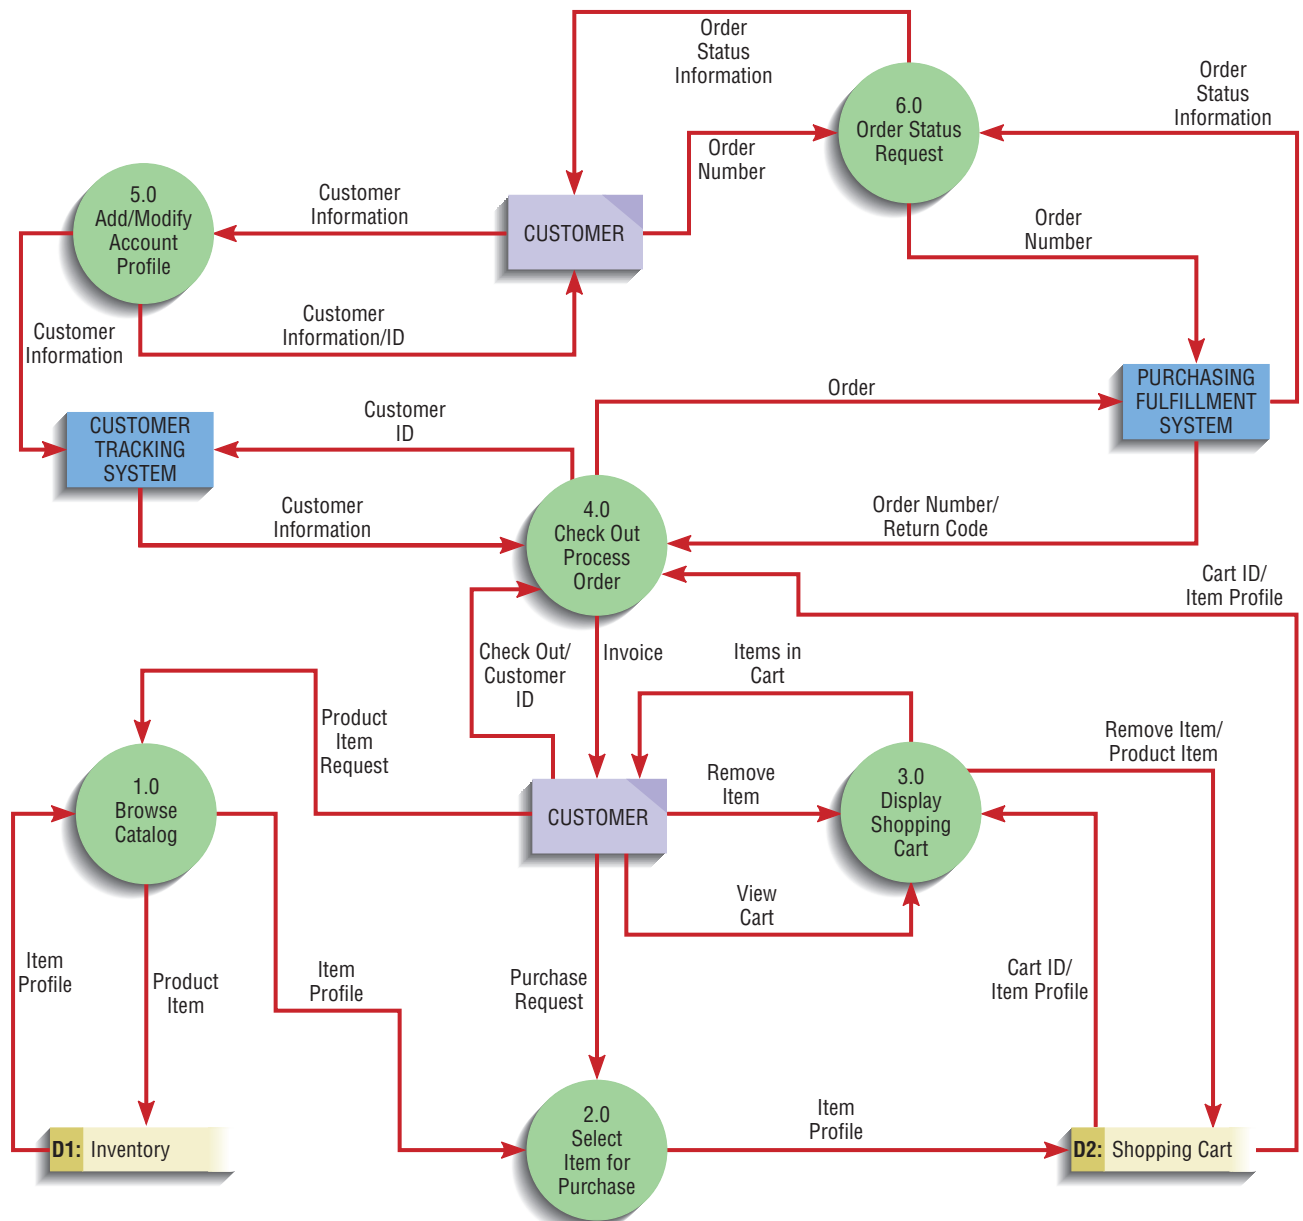 Order
Status
Information
6.0
Order Status
Request
Order
Status
Information
Order
Number
5.0
Add/Modify
Account
Profile
Customer
Information
CUSTOMER
Order
Number
Customer
Information/ID
Customer
Information
PURCHASING
FULFILLMENT
SYSTEM
Order
CUSTOMER
TRACKING
SYSTEM
Customer
ID
Customer
Information
4.0
Check Out
Process
Order
Order Number/
Return Code
Cart ID/
Item Profile
Check Out/
Customer
ID
Invoice
Items in
Cart
Product
Item
Request
Remove Item/
Product Item
1.0
Browse
Catalog
CUSTOMER
Remove
Item
3.0
Display
Shopping
Cart
View
Cart
Item
Profile
Product
Item
Item
Profile
Purchase
Request
Cart ID/
Item Profile
D1: Inventory
2.0
Select
Item for
Purchase
Item
Profile
D2: Shopping Cart